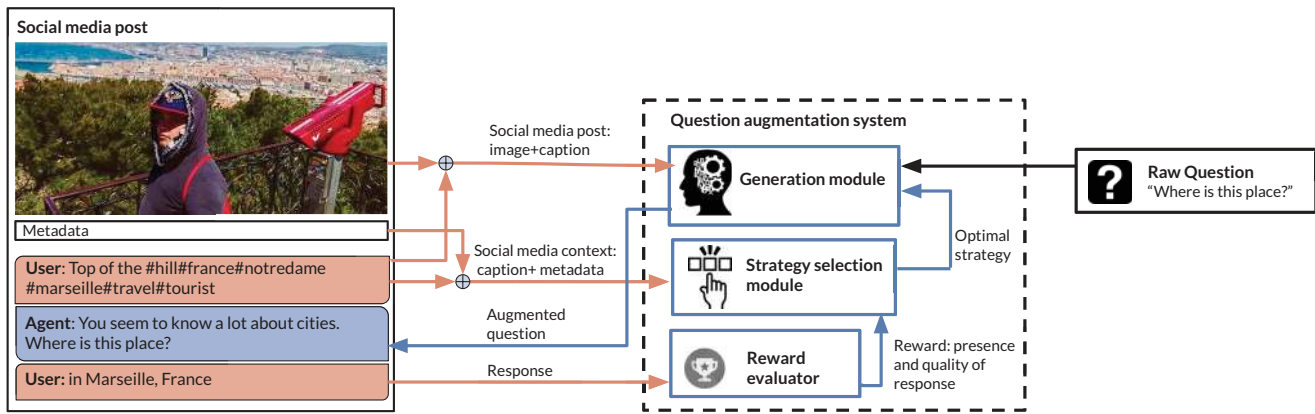 Social media post
Metadata
User: Top of the #hill#france#notredame
#marseille#travel#tourist
Agent: You seem to know a lot about cities.
Where is this place?
User: in Marseille, France
Social media post:
image+caption
Social media context:
caption+ metadata
Augmented
question
Response
Question augmentation system
Generation module
Strategy selection
module
Reward
evaluator
Optimal
strategy
Reward: presence
and quality of
response
?
Raw Question
“Where is this place?”